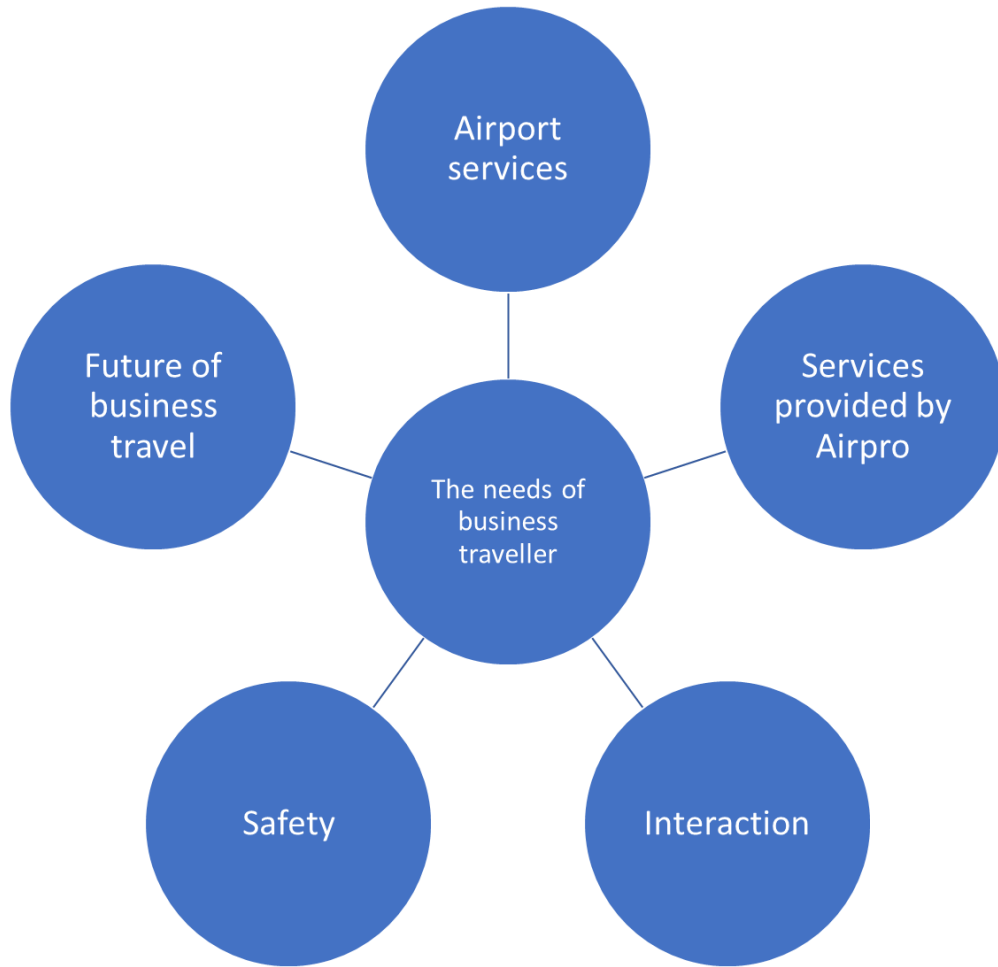 Airport
services
Future of
business
travel
Services
provided by
Airpro
The needs of
business
traveller
Safety
Interaction